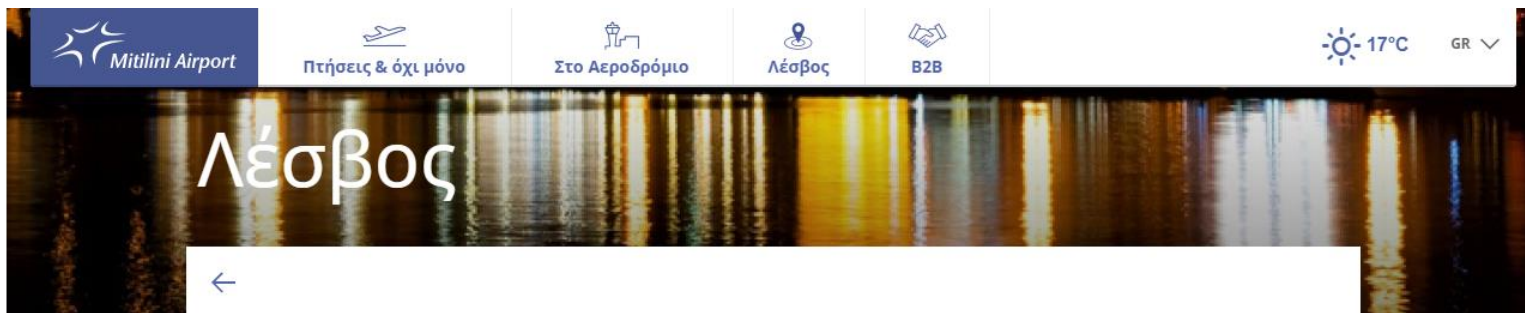 Mitilini Airport
Πτήσεις & όχι μόνο
Στο Αεροδρόμιο
Λέσβος
B2B
17°C
GR
Λέσβος